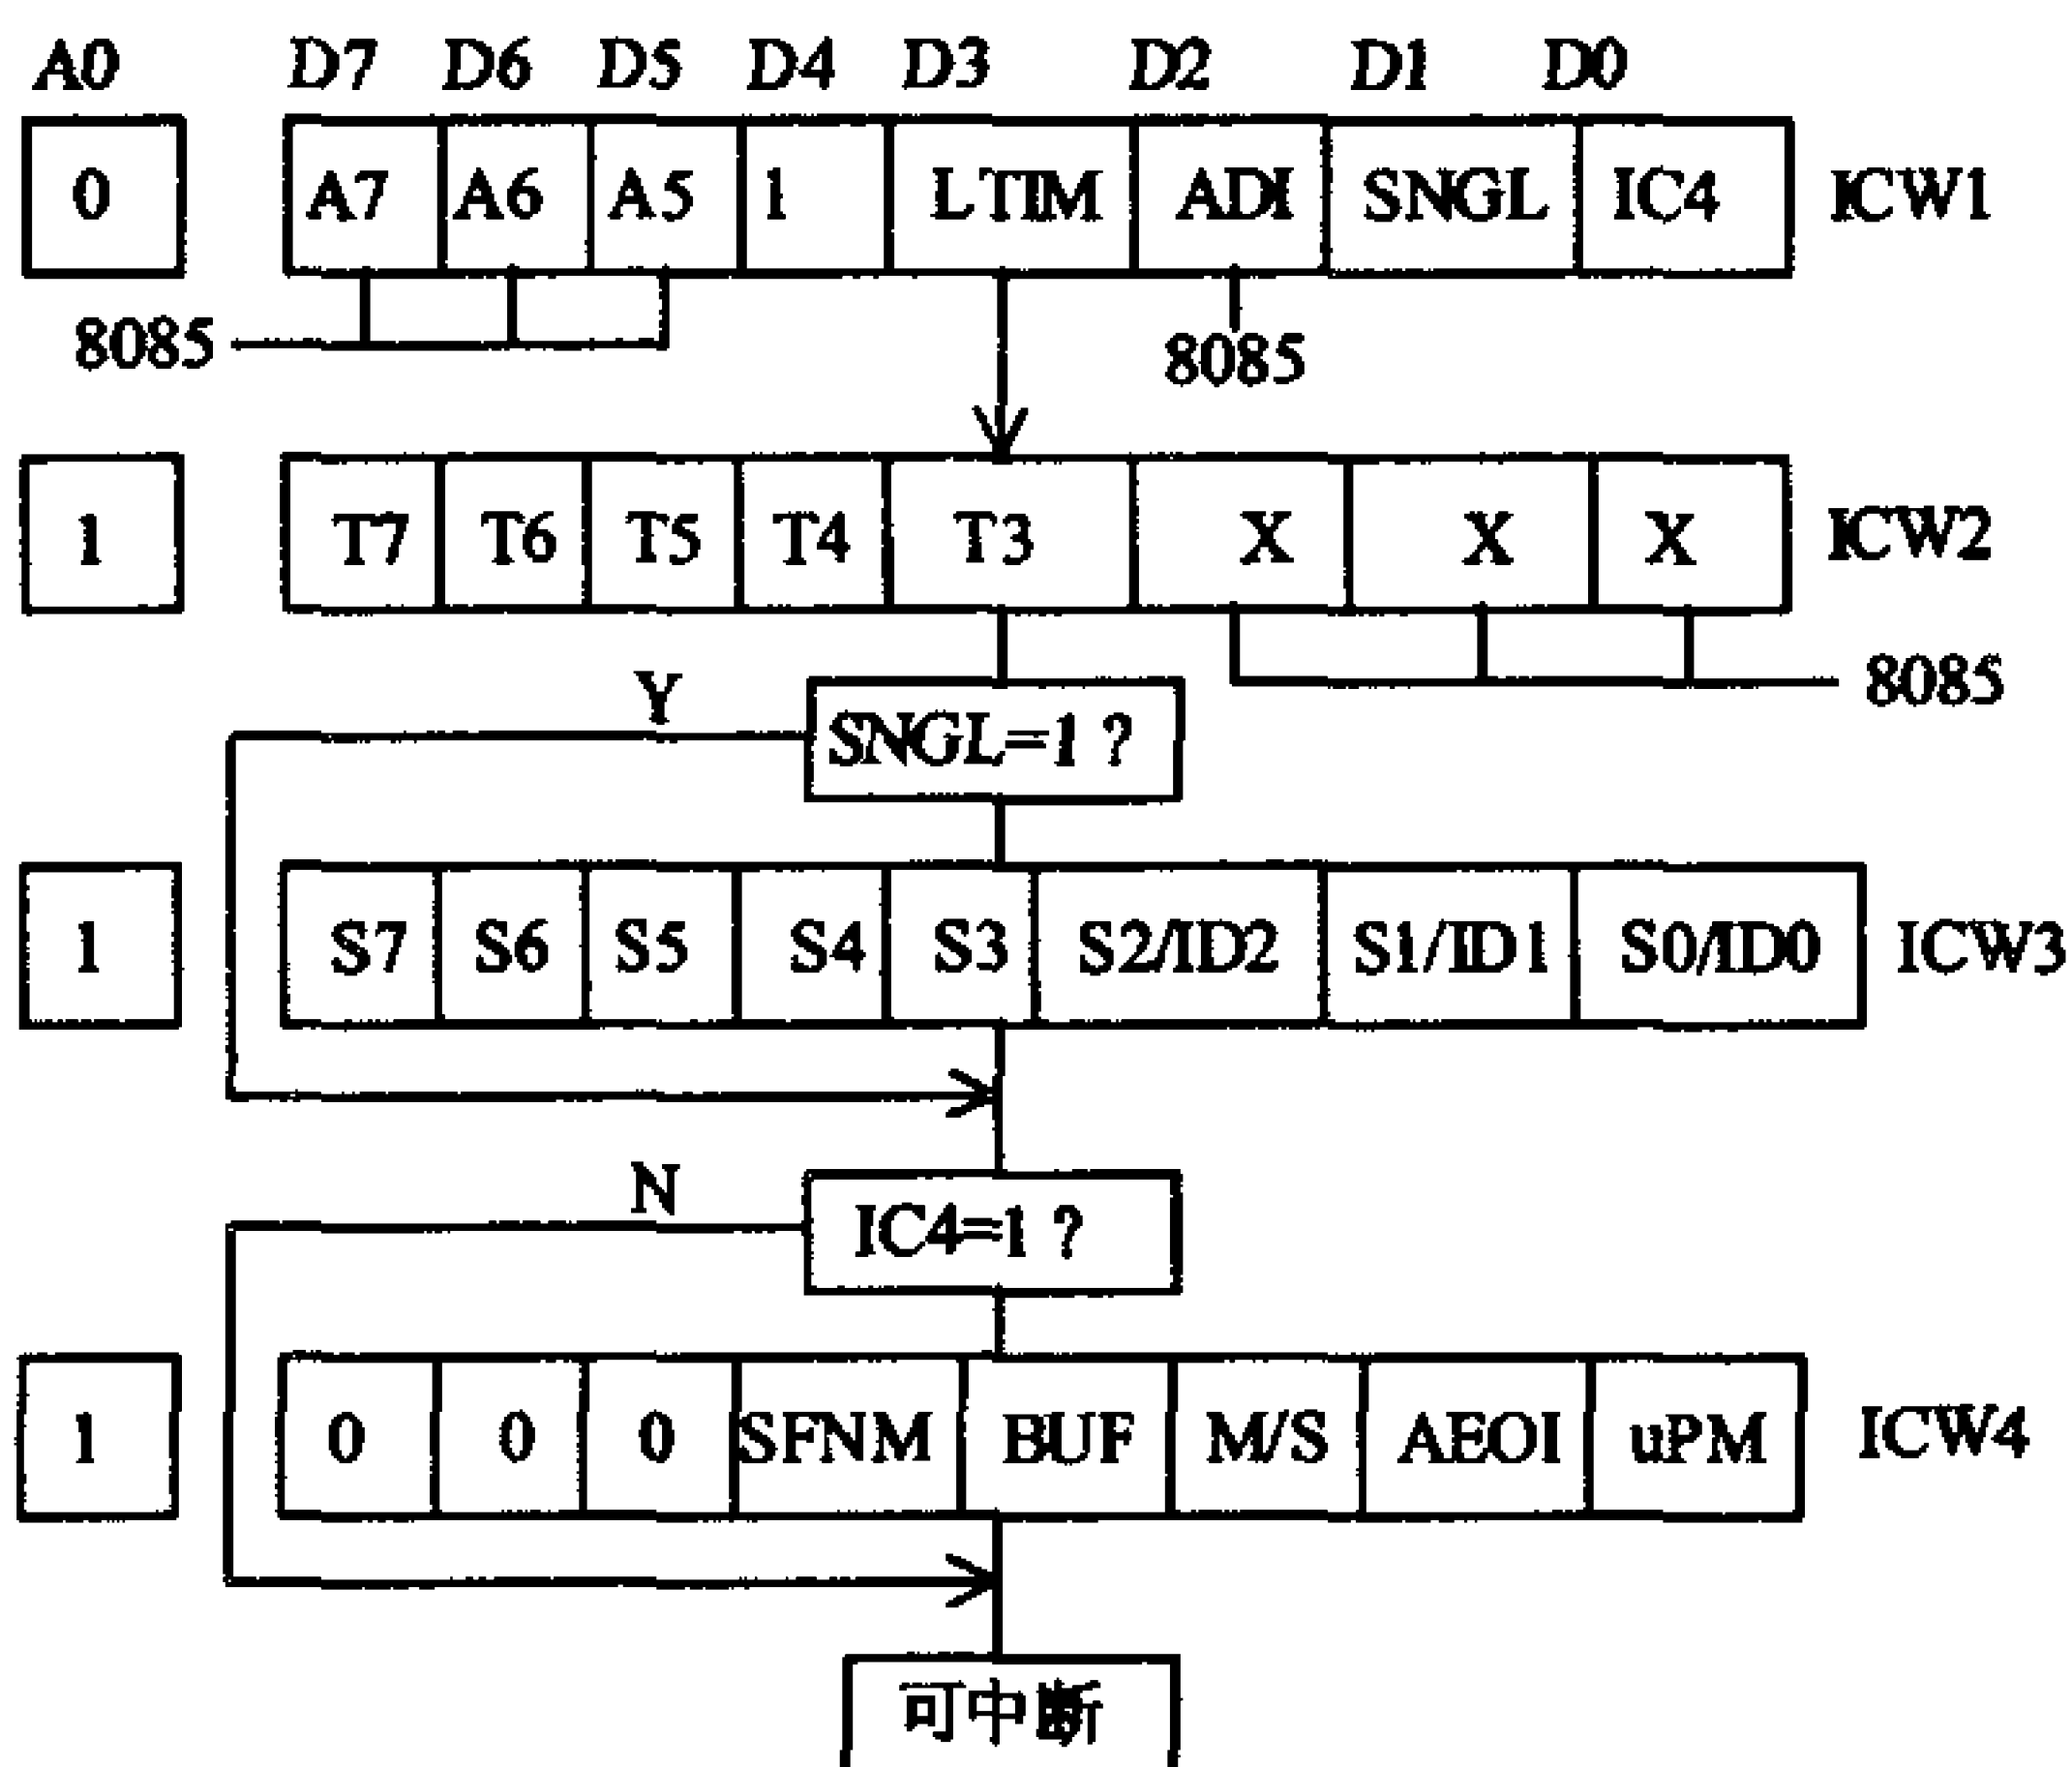 A0 D7 D6 D5 D4 D3 D2 D1 D0
0 A7 A6 A5 1 LTIM ADI SNGL IC4 ICW1
8085 8085
1 T7 T6 T5 T4 T3 X X X ICW2
8085
Y
SNGL=1?
1 S7 S6 S5 S4 S3 S2/ID2 S1/ID1 S0/ID0 ICW3
N
IC4=1?
1 0 0 0 SFNM BUF M/S AEOI uPM ICW4
可中断